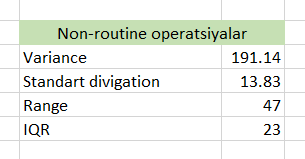 Non-routine operatsiyalar
Variance 191.14
Standart divigation 13.83
Range 47
IQR 23